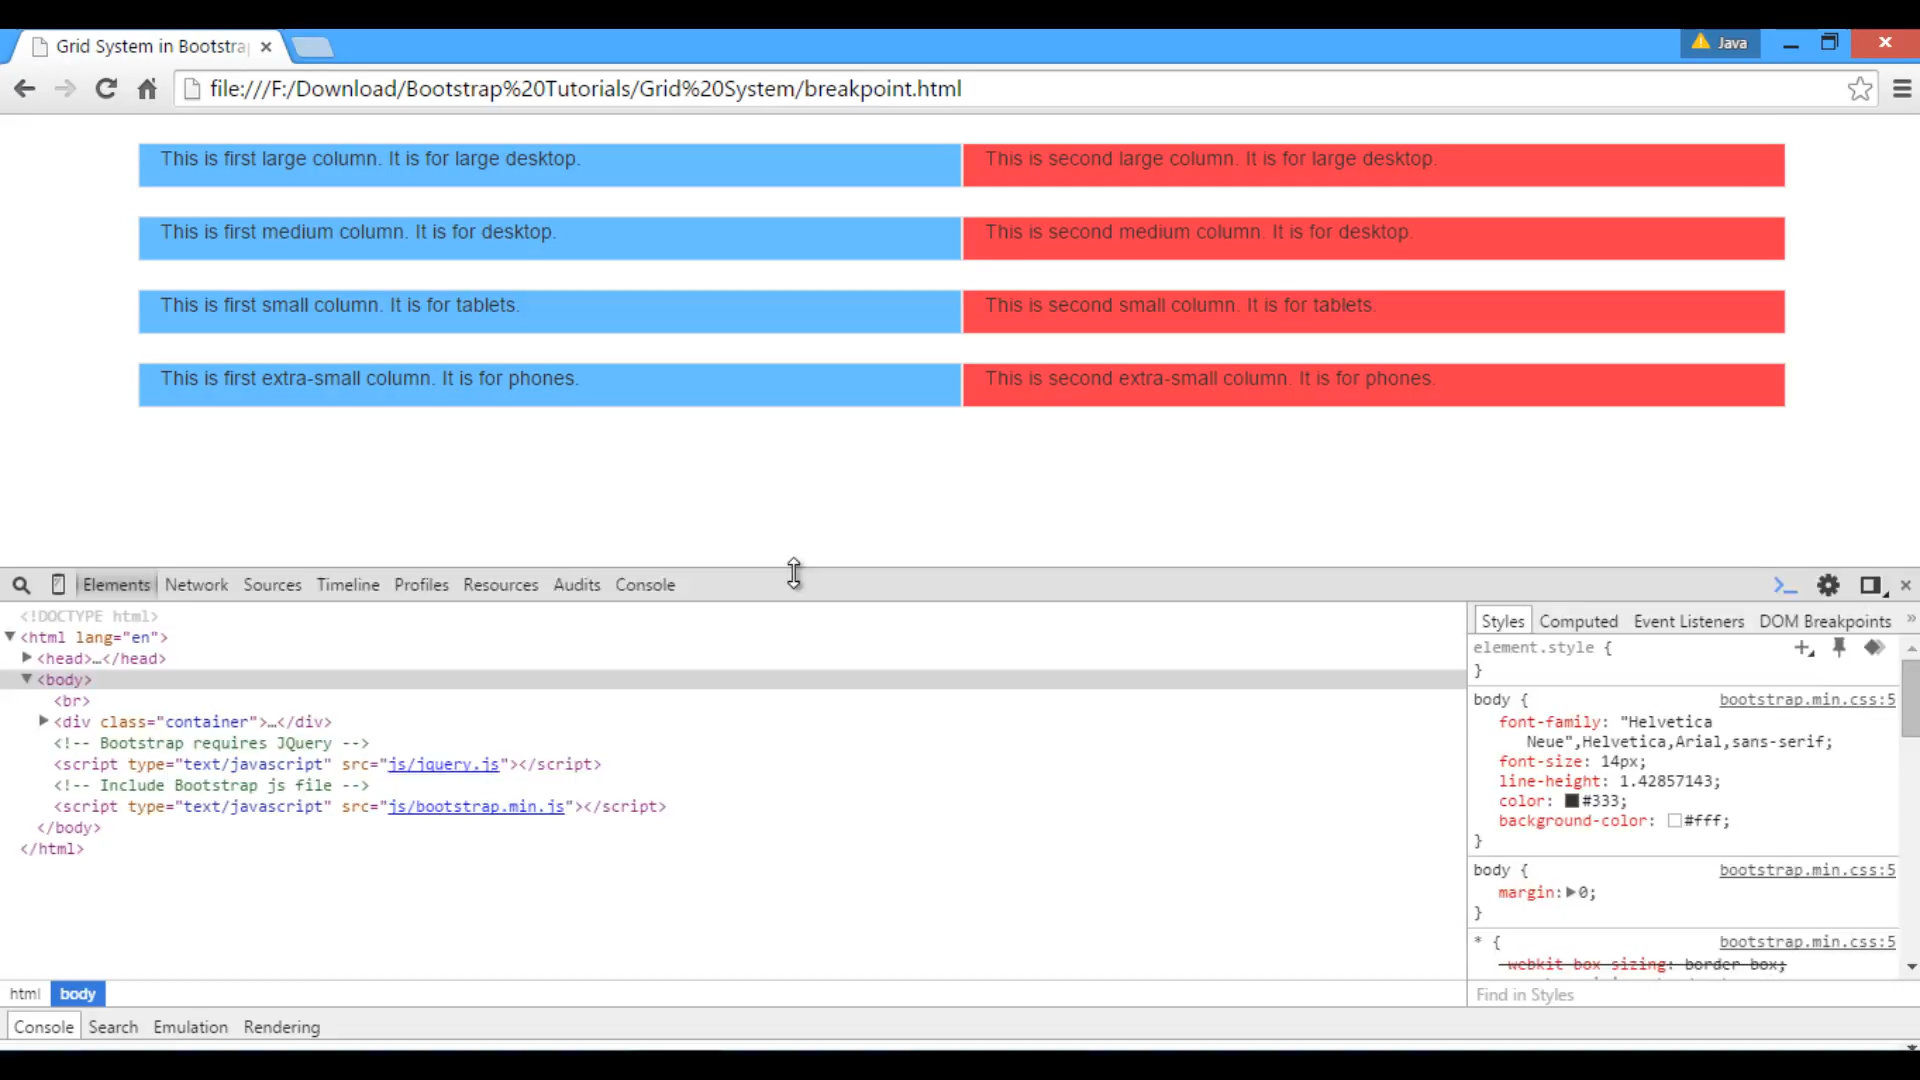 Grid System in Bootstra
Java
file:///F:/Download/Bootstrap%20Tutorials/Grid%20System/breakpoint.html
This is first large column. It is for large desktop.
This is second large column. It is for large desktop.
This is first medium column. It is for desktop.
This is second medium column. It is for desktop.
This is first small column. It is for tablets.
This is second small column. It is for tablets.
This is first extra-small column. It is for phones.
This is second extra-small column. It is for phones.
Elements Network Sources Timeline Profiles Resources Audits Console
<!DOCTYPE html>
<html lang="en">
<head>…</head>
<body>
<br>
<div class="container">…</div>
<!-- Bootstrap requires JQuery -->
<script type="text/javascript" src="js/jquery.js"></script>
<!-- Include Bootstrap js file -->
<script type="text/javascript" src="js/bootstrap.min.js"></script>
</body>
</html>
Styles Computed Event Listeners DOM Breakpoints »
element.style {
}
body { bootstrap.min.css:5
font-family: "Helvetica
Neue",Helvetica,Arial,sans-serif;
font-size: 14px;
line-height: 1.42857143;
color: #333;
background-color: #fff;
}
body { bootstrap.min.css:5
margin: 0;
}
* { bootstrap.min.css:5
-webkit-box-sizing: border-box;
Find in Styles
html body
Console Search Emulation Rendering